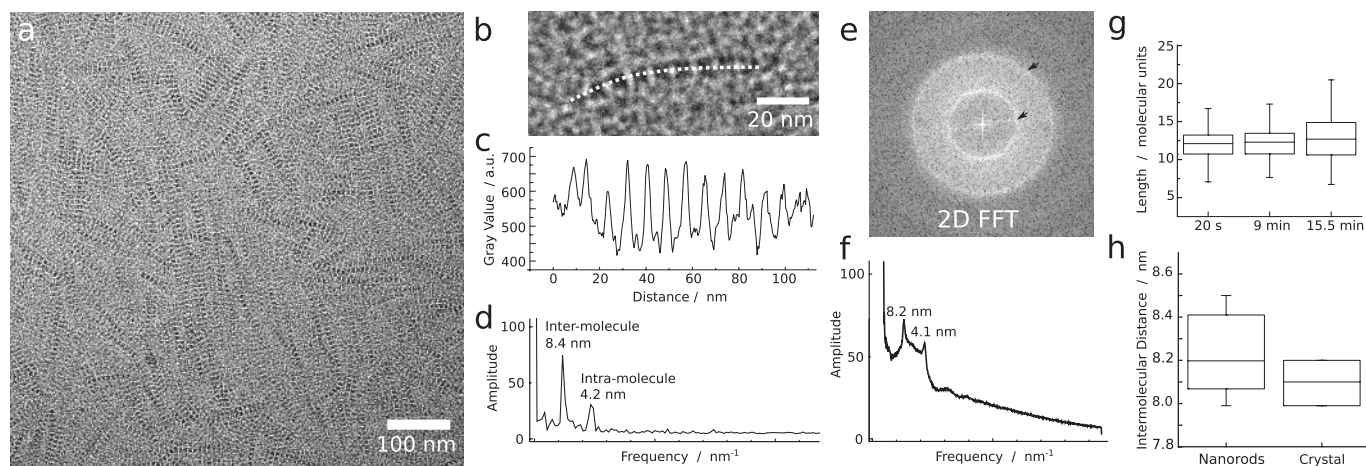 a
100 nm
b
20 nm
c
700
600
500
400
Gray Value / a.u.
0
20
40
60
80
100
Distance / nm
d
100
50
0
Amplitude
Inter-molecule
8.4 nm
Intra-molecule
4.2 nm
Frequency / nm-1
e
2D FFT
f
100
50
0
Amplitude
8.2 nm
4.1 nm
Frequency / nm-1
g
25
20
15
10
5
Length / molecular units
20 s
9 min
15.5 min
h
8.6
8.4
8.2
8.0
7.8
Intermolecular Distance / nm
Nanorods
Crystal